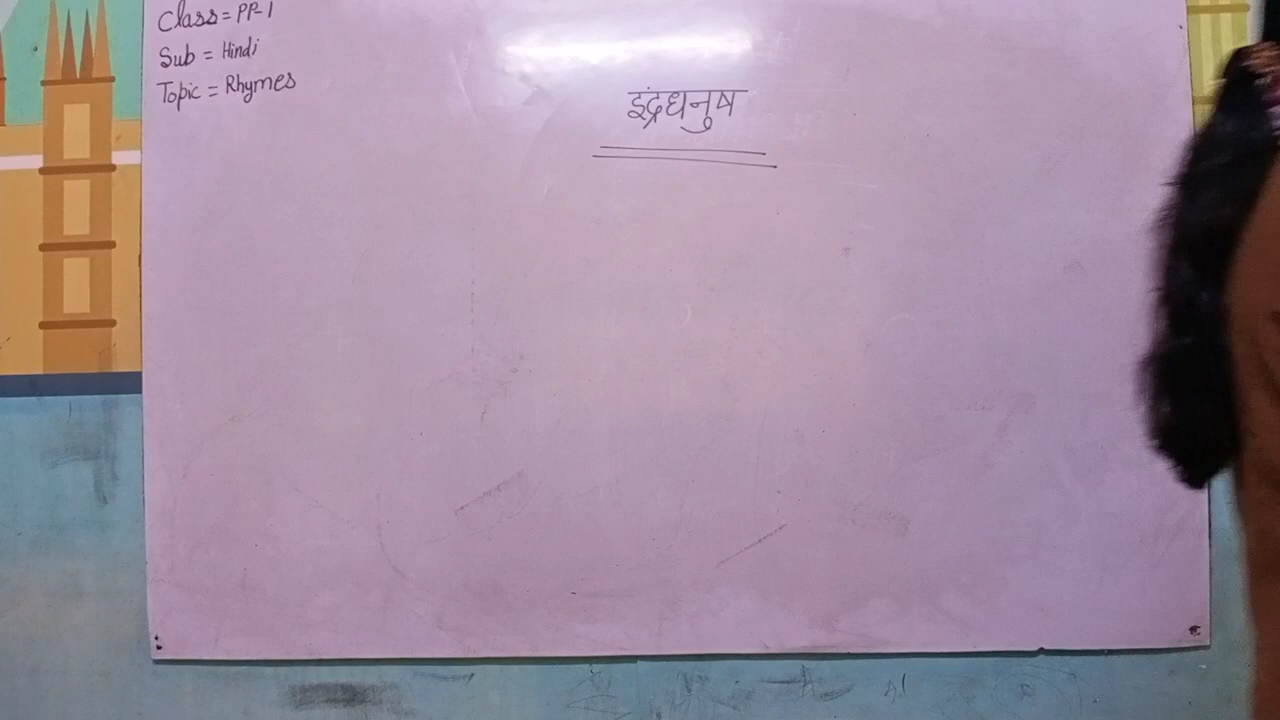 Class = PP-1
Sub = Hindi
Topic = Rhymes
इंद्रधनुष